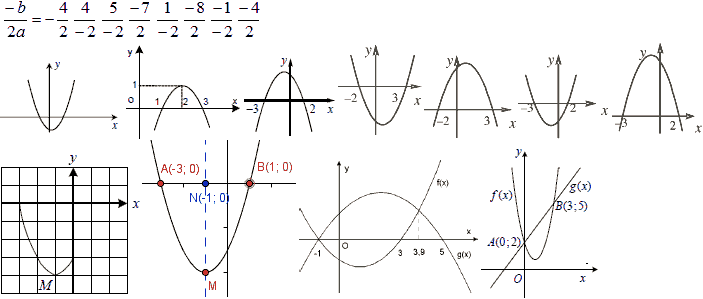 -b/2a = -4/2 4/-2 5/-2 -7/2 1/-2 -8/2 -1/-2 -4/2
y
x
y
1
O
1 2 3 x
y
-3 2 x
y
-2 3 x
y
-2 3 x
y
-3 2 x
y
-3 2 x
y
x
M
A(-3; 0) B(1; 0)
N(-1; 0)
M
y
f(x)
x
O
-1 3 3,9 5
g(x)
y
f(x) g(x)
B(3;5)
A(0;2)
O x